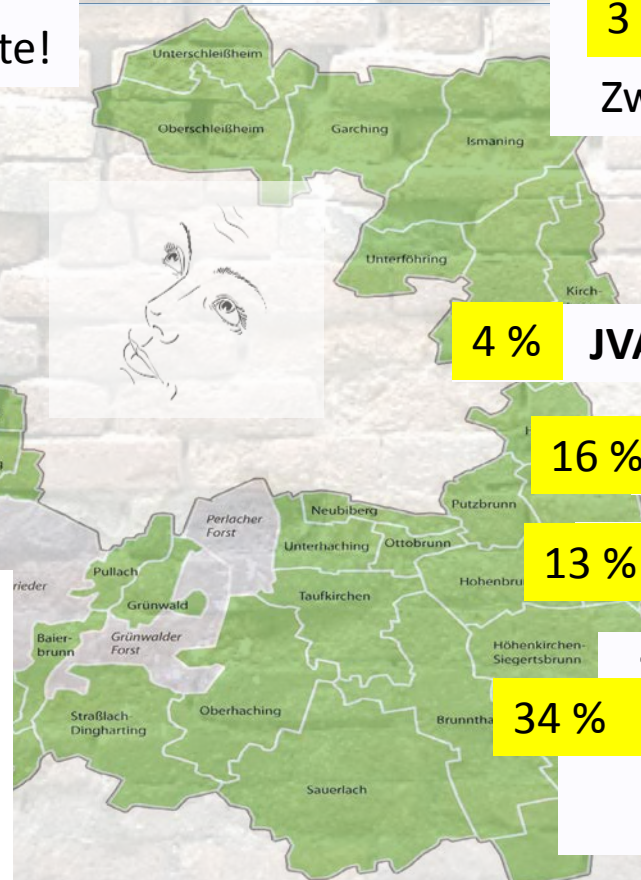 te!
3
Zw
Unterschleißheim
Oberschleißheim
Garching
Ismaning
Unterföhring
Kirch-
4 %
JVA
16 %
Putzbrunn
Perlacher
Forst
Neubiberg
Unterhaching
Ottobrunn
13 %
Hohenbru
Pullach
rieder
Grünwald
Taufkirchen
Baier-
brunn
Grünwalder
Forst
Höhenkirchen-
Siegertsbrunn
Straßlach-
Dingharting
Oberhaching
Brunntha
34 %
Sauerlach